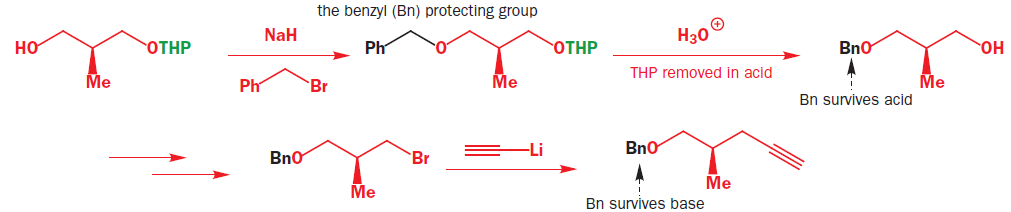 the benzyl (Bn) protecting group
HO OTHP Me
NaH
Ph Br
Ph O OTHP Me
H3O⊕
THP removed in acid
BnO OH
Me
Bn survives acid
BnO Br
Me
Li
BnO
Me
Bn survives base